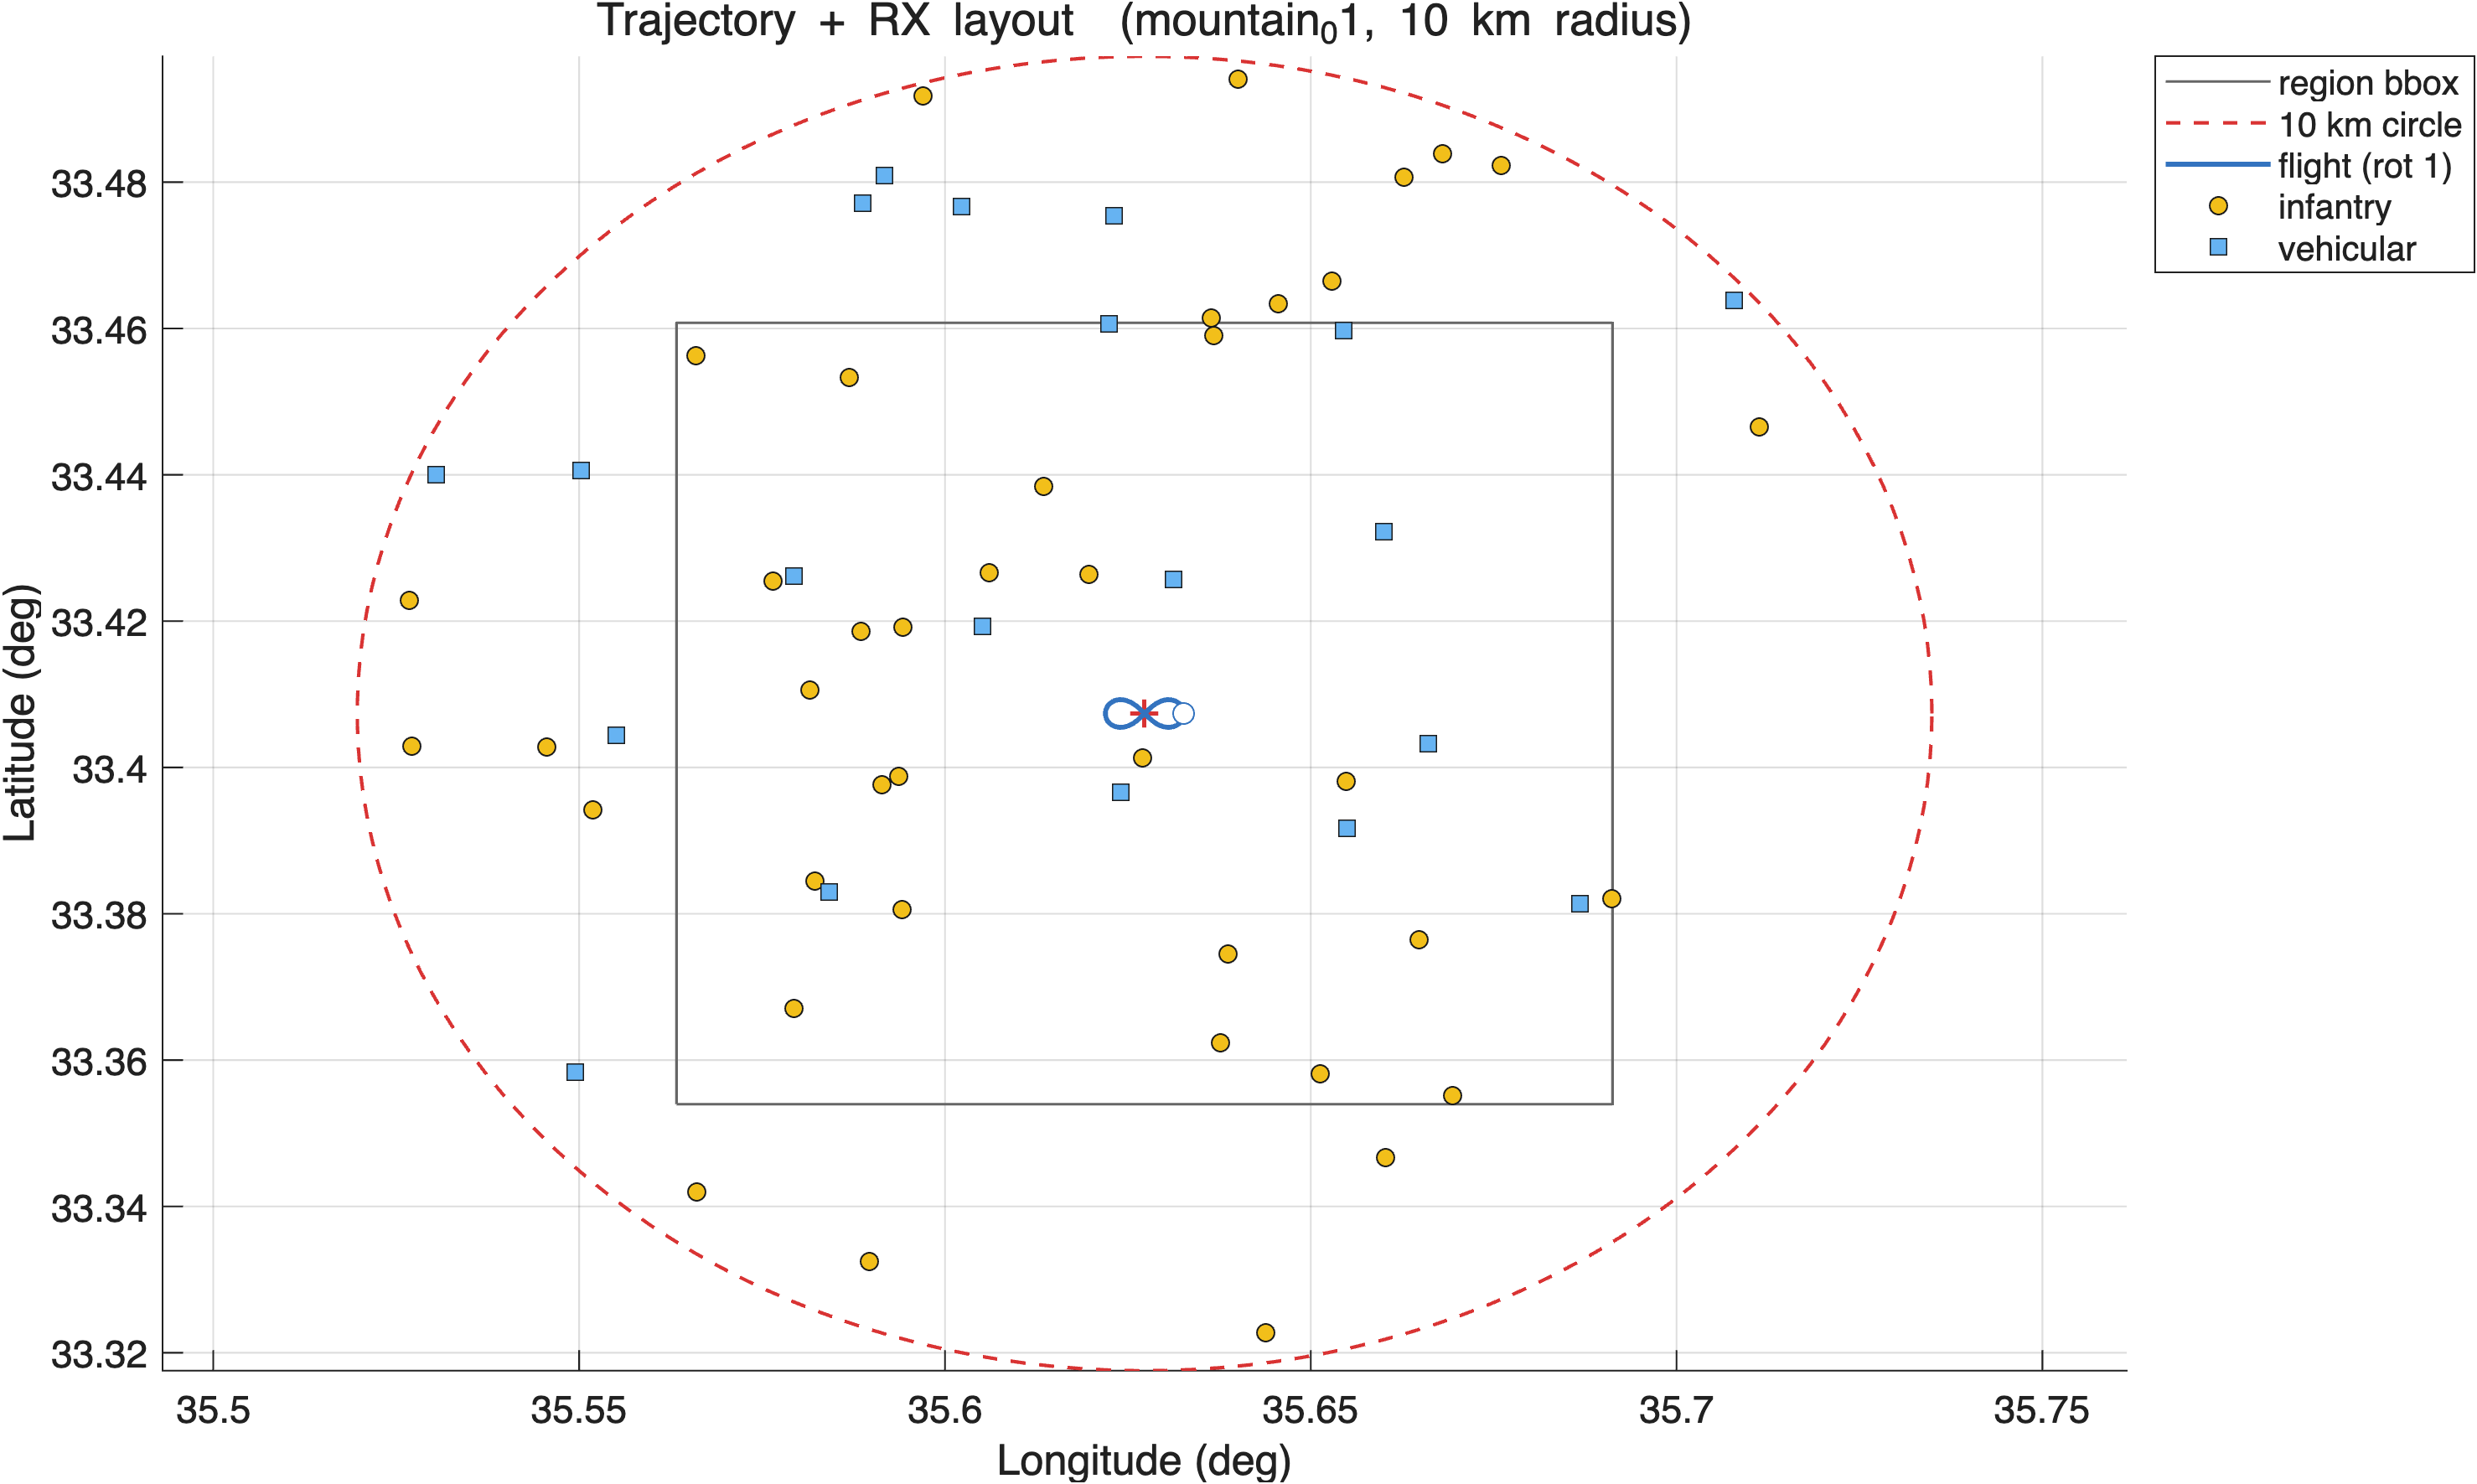 Trajectory + RX layout (mountain₀1, 10 km radius)
region bbox
10 km circle
flight (rot 1)
infantry
vehicular
33.48
33.46
33.44
33.42
33.4
33.38
33.36
33.34
33.32
Latitude (deg)
35.5 35.55 35.6 35.65 35.7 35.75
Longitude (deg)